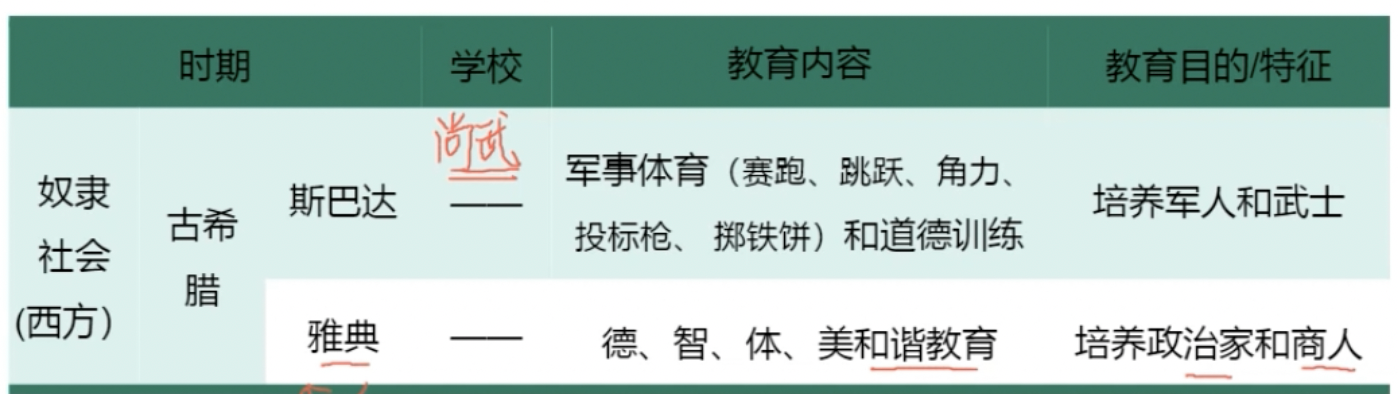 时期 学校 教育内容 教育目的/特征
尚武
奴隶
社会
(西方）
古希
腊
斯巴达
——
军事体育（赛跑、跳跃、角力、
投标枪、 掷铁饼）和道德训练
培养军人和武士
雅典
——
德、智、体、美和谐教育
培养政治家和商人